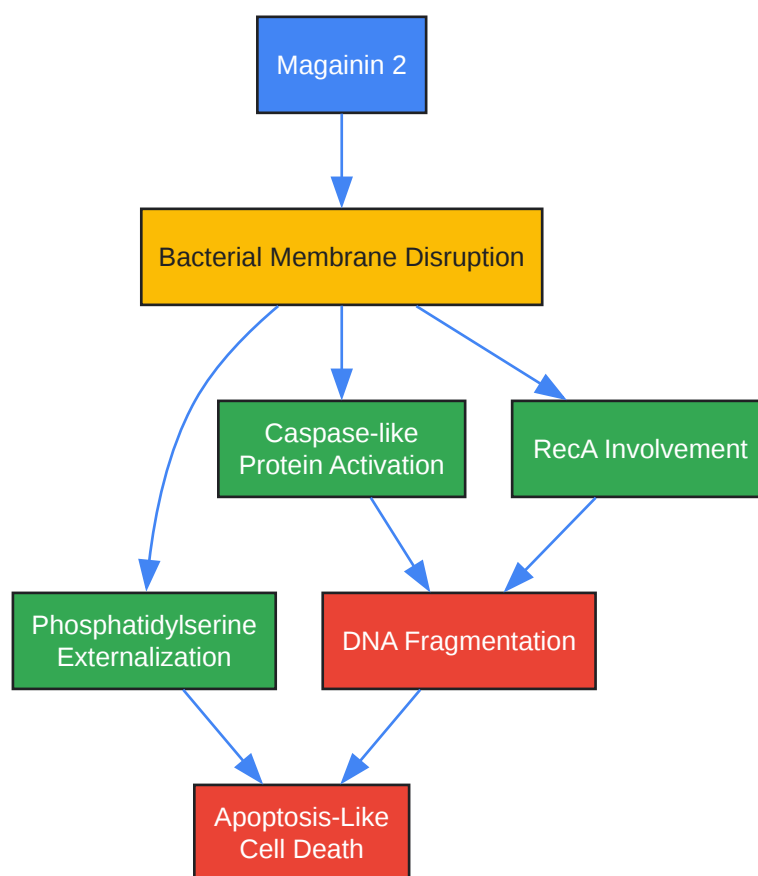 Magainin 2
Bacterial Membrane Disruption
Caspase-like
Protein Activation
RecA Involvement
Phosphatidylserine
Externalization
DNA Fragmentation
Apoptosis-Like
Cell Death